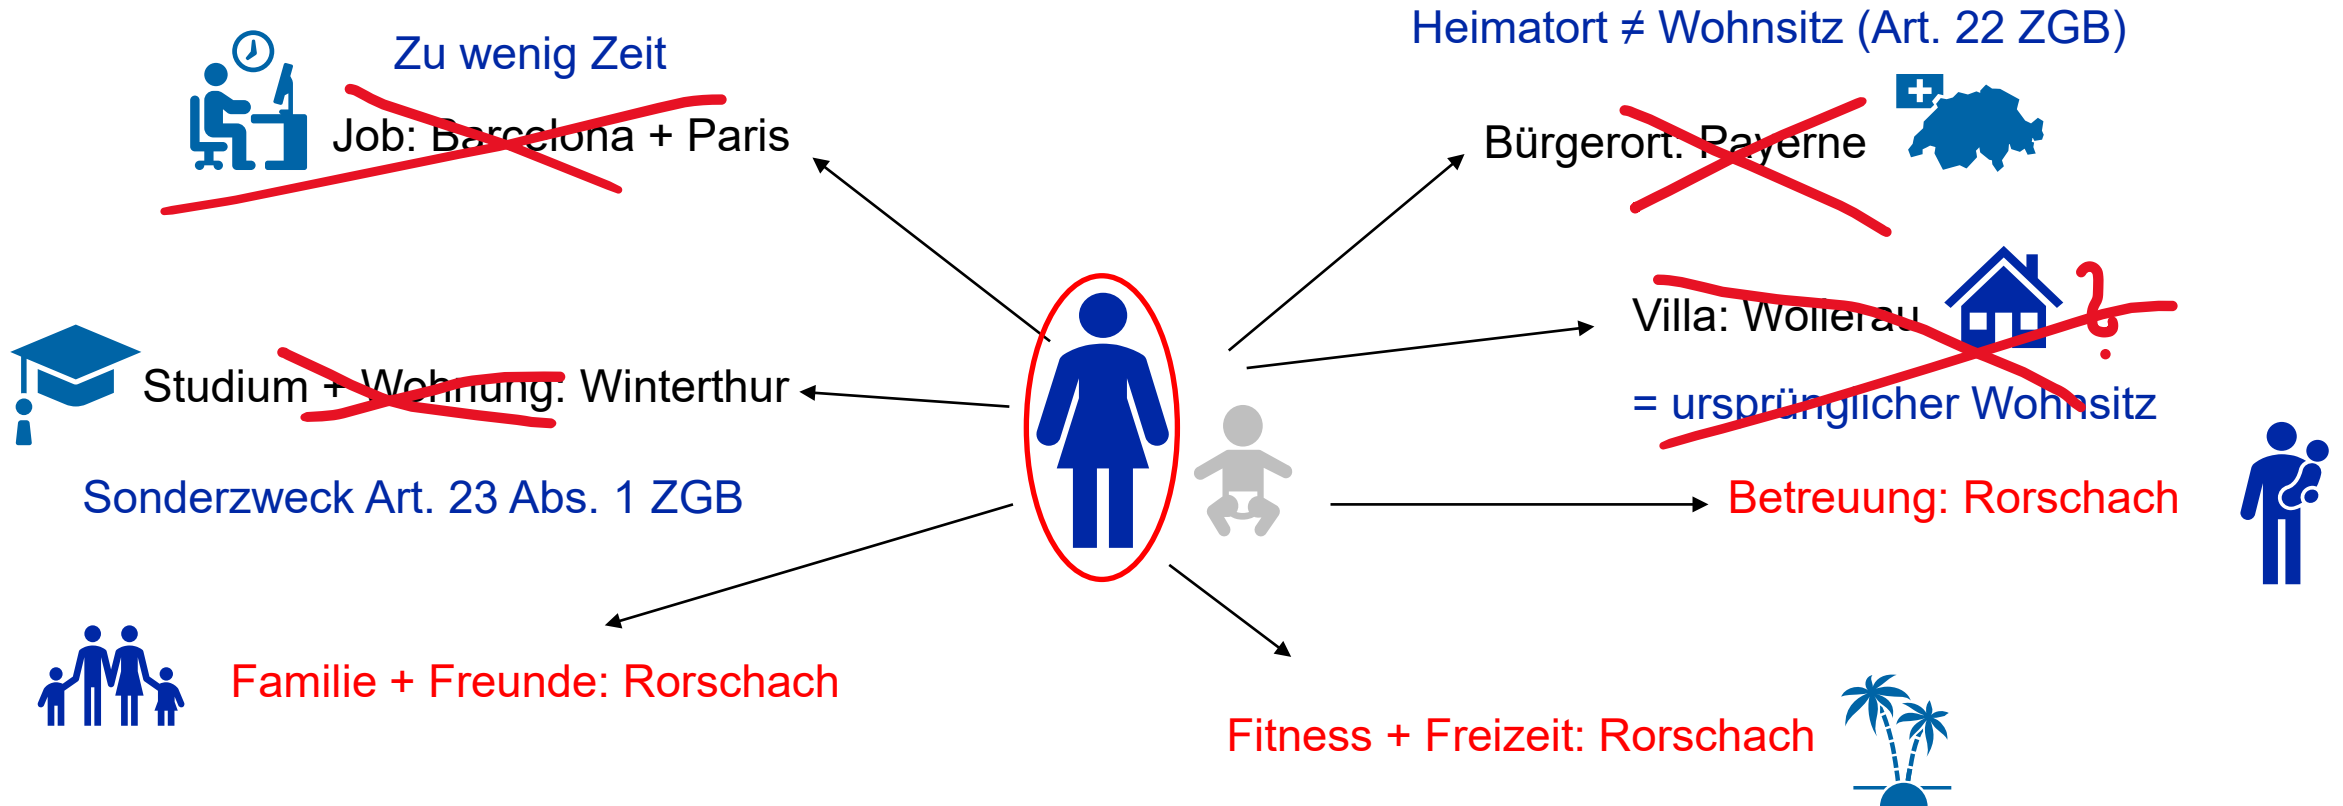 Zu wenig Zeit
Job: Barcelona + Paris
Heimatort ≠ Wohnsitz (Art. 22 ZGB)
Bürgerort: Payerne
Villa: Wollerau
= ursprünglicher Wohnsitz
Studium + Wohnung: Winterthur
Sonderzweck Art. 23 Abs. 1 ZGB
Betreuung: Rorschach
Familie + Freunde: Rorschach
Fitness + Freizeit: Rorschach